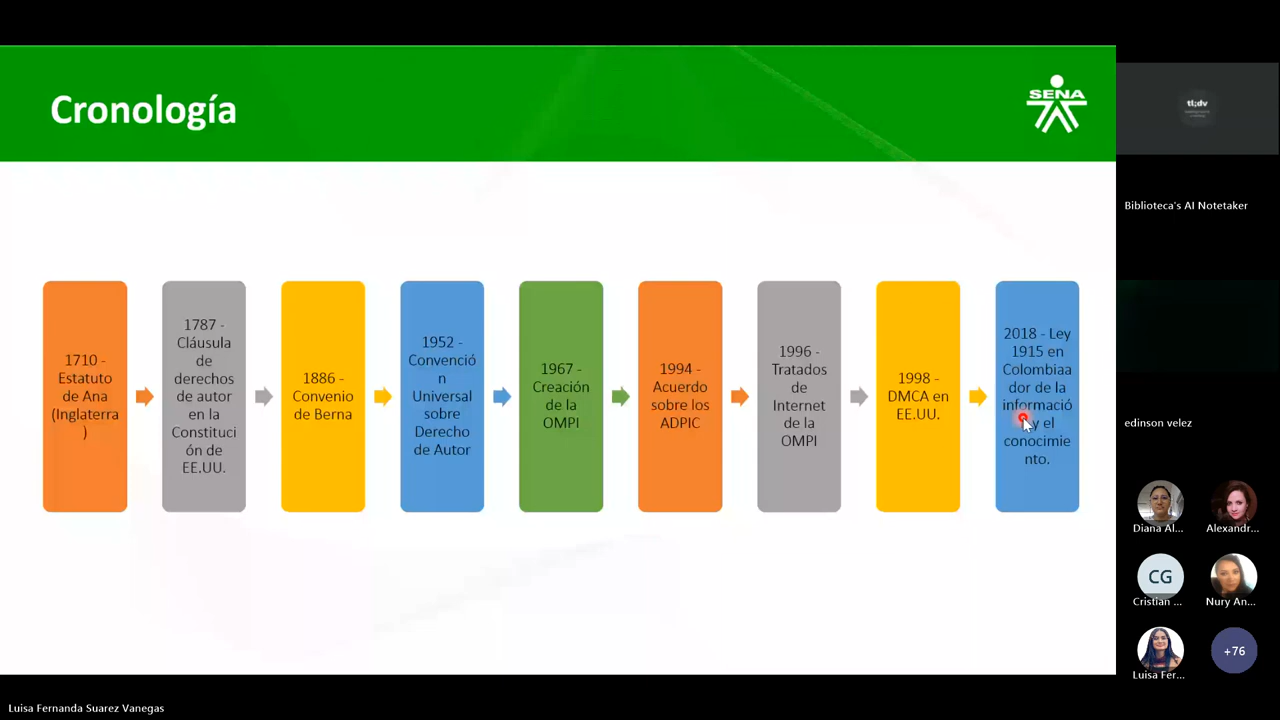 Cronología
SENA
1710 -
Estatuto
de Ana
(Inglaterra
)
1787 -
Cláusula
de
derechos
de autor
en la
Constituci
ón de
EE.UU.
1886 -
Convenio
de Berna
1952 -
Convenció
n
Universal
sobre
Derecho
de Autor
1967 -
Creación
de la
OMPI
1994 -
Acuerdo
sobre los
ADPIC
1996 -
Tratados
de
Internet
de la
OMPI
1998 -
DMCA en
EE.UU.
2018 - Ley
1915 en
Colombiaa
dor de la
informació
y el
conocimie
nto.
tl;dv
Biblioteca's AI Notetaker
edinson velez
Diana Al...
Alexandr...
CG
Cristian ...
Nury An...
Luisa Fer...
+76
Luisa Fernanda Suarez Vanegas